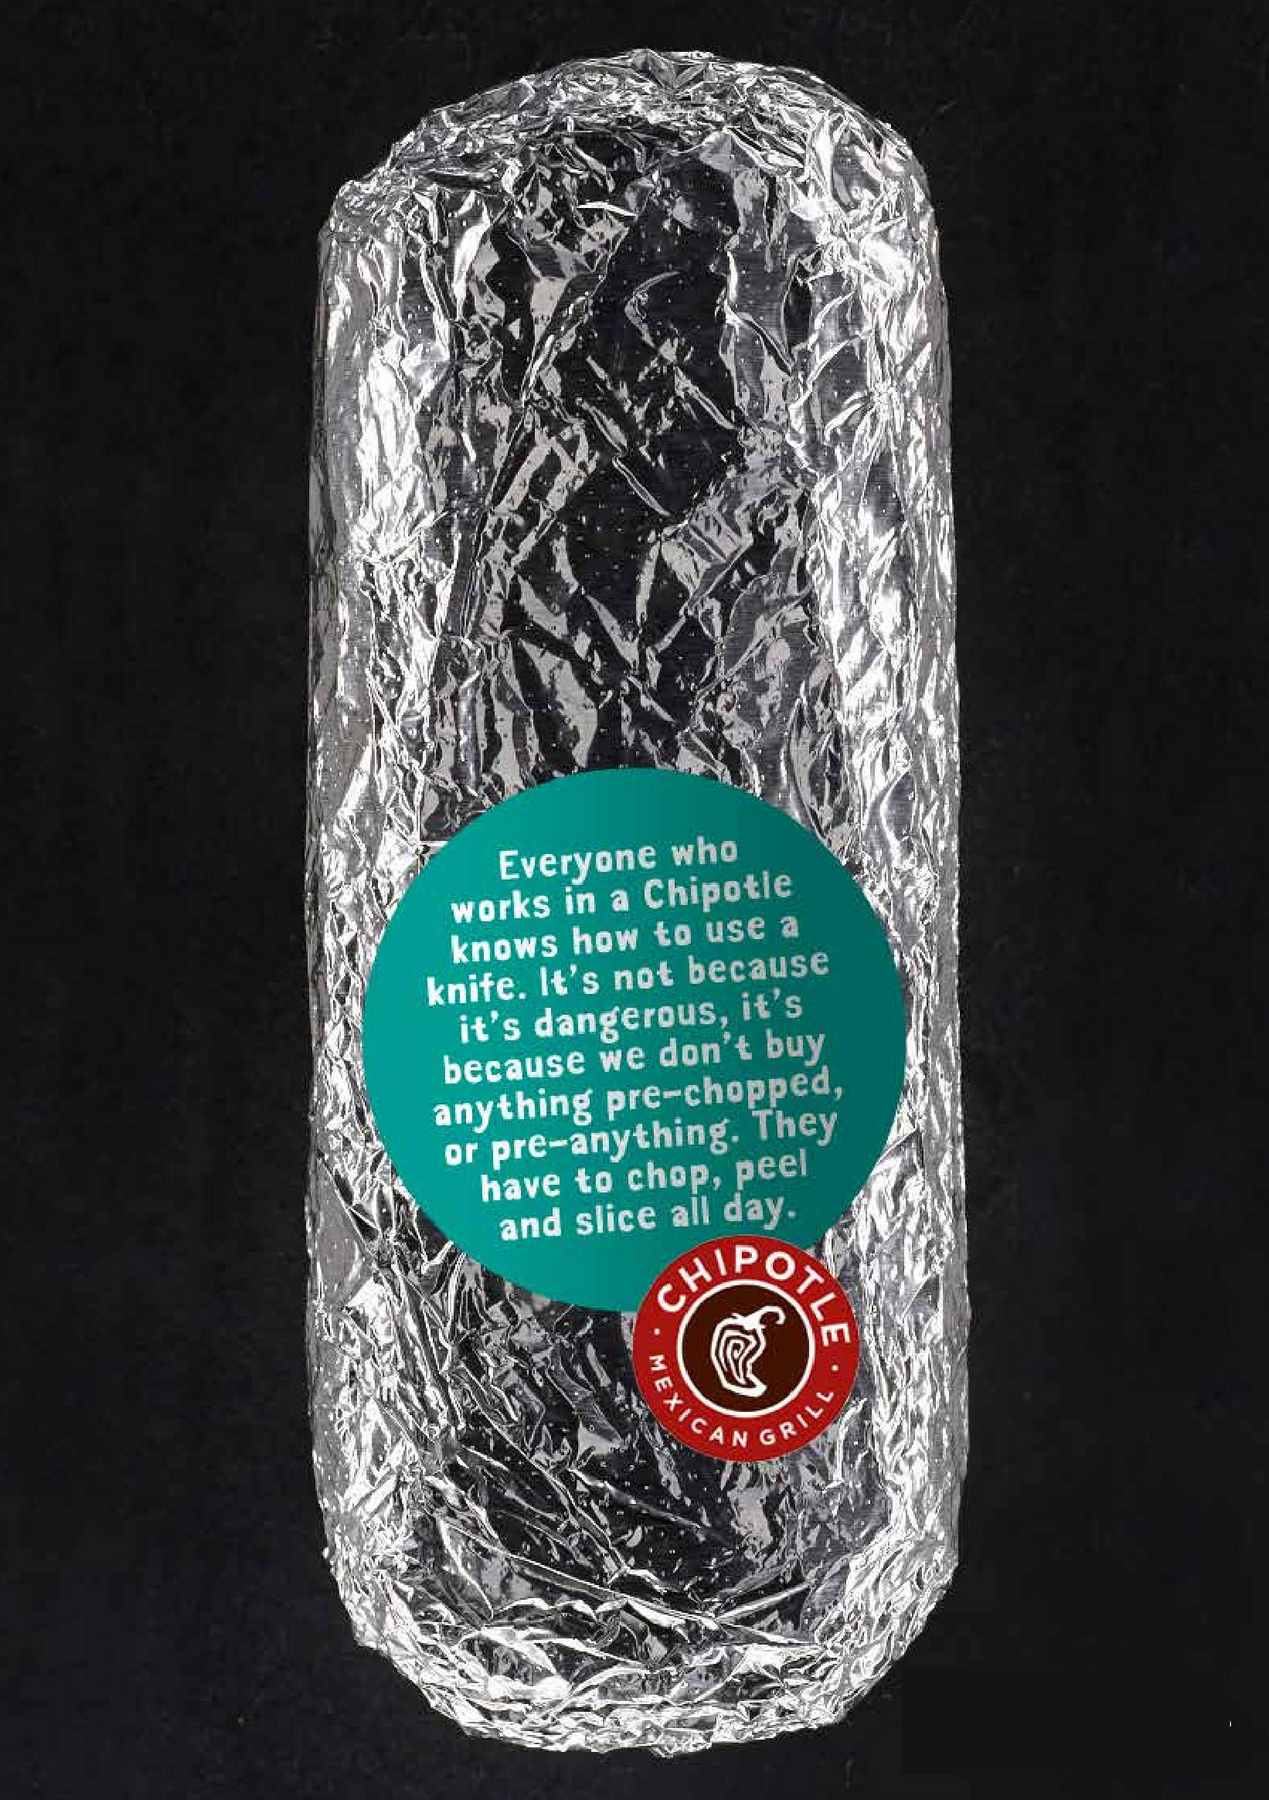 Everyone who
works in a Chipotle
knows how to use a
knife. It's not because
it's dangerous, it's
because we don't buy
anything pre-chopped,
or pre-anything. They
have to chop, peel
and slice all day.
CHIPOTLE
MEXICAN GRILL